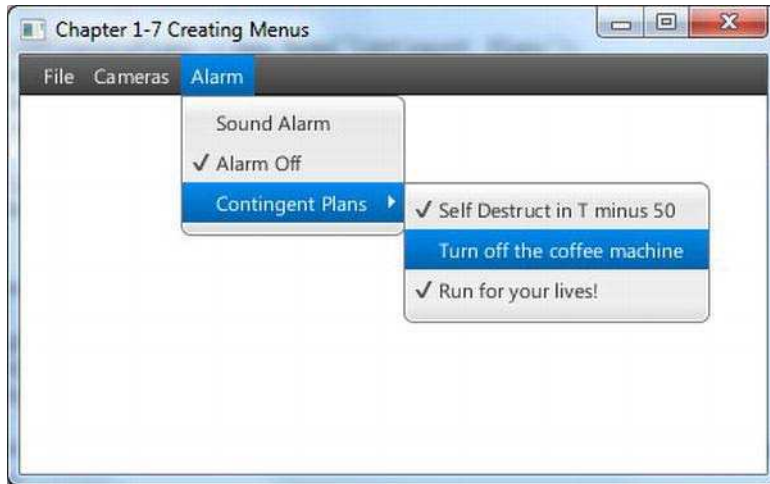 Chapter 1-7 Creating Menus
File Cameras Alarm
Sound Alarm
Alarm Off
Contingent Plans
Self Destruct in T minus 50
Turn off the coffee machine
Run for your lives!